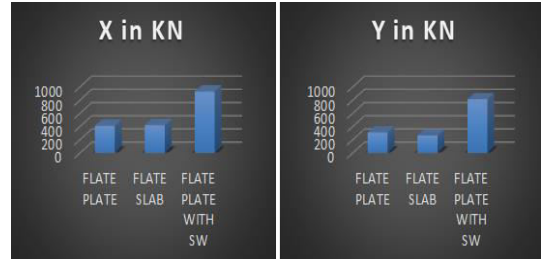 X in KN
1000
800
600
400
200
0
FLATE PLATE
FLATE SLAB
FLATE PLATE WITH SW
Y in KN
1000
800
600
400
200
0
FLATE PLATE
FLATE SLAB
FLATE PLATE WITH SW